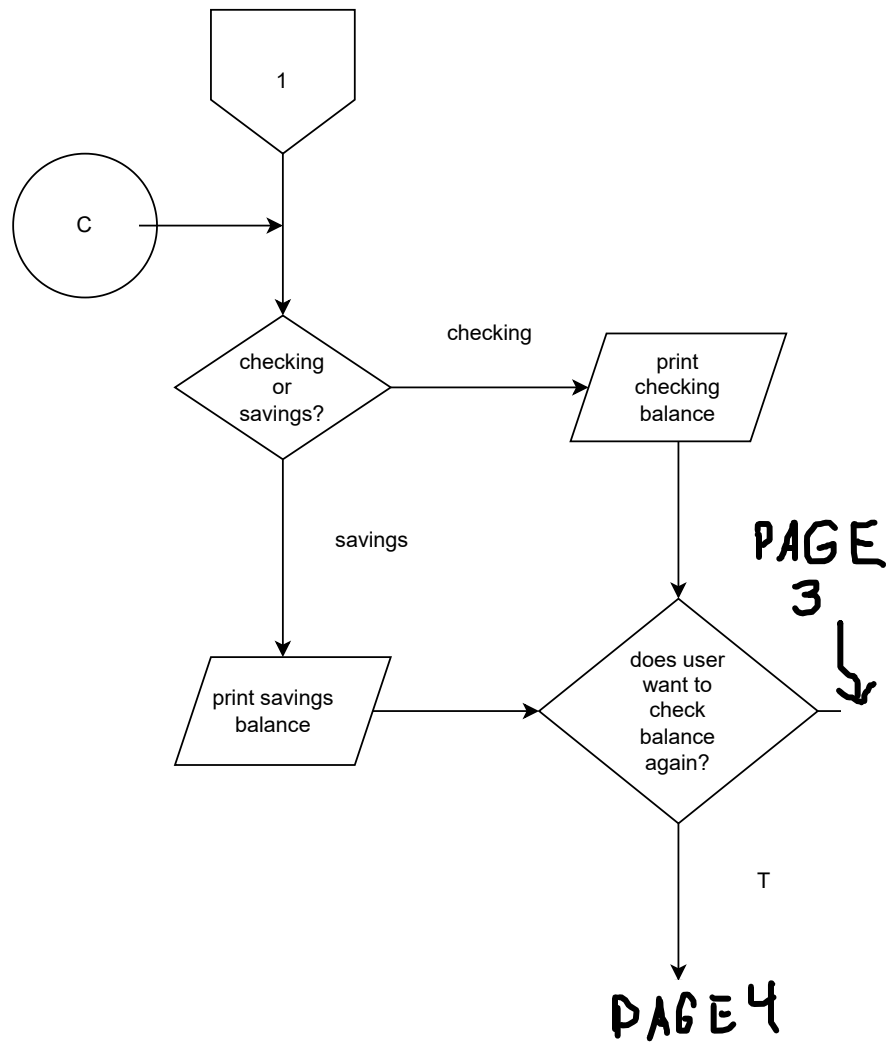 1
C
checking
checking
or
savings?
print
checking
balance
savings
PAGE
3
does user
want to
check
balance
again?
print savings
balance
T
PAGE 4